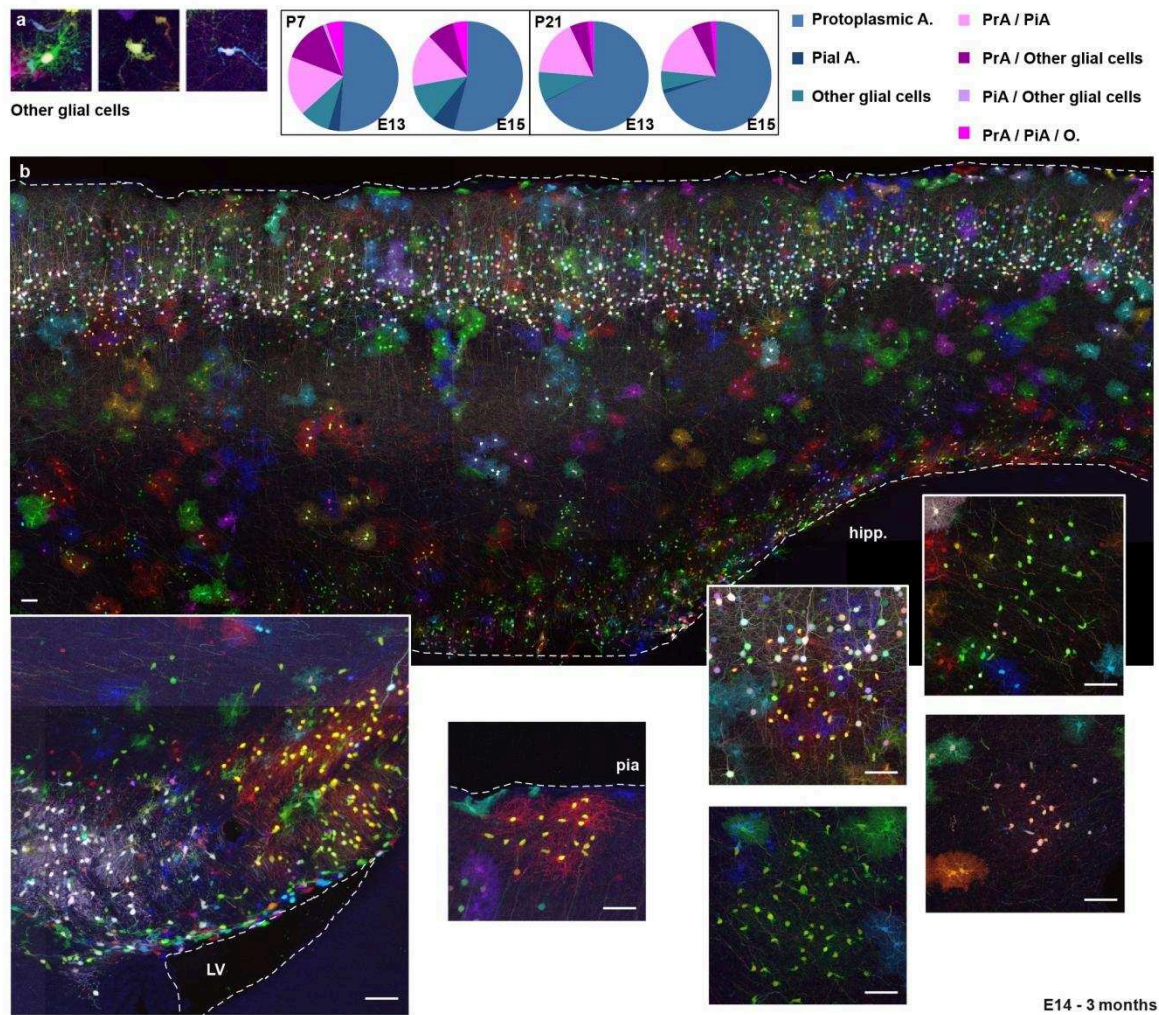 a
Other glial cells
P7
E13
E15
P21
E13
E15
Protoplasmic A.
Pial A.
Other glial cells
PrA / PiA
PrA / Other glial cells
PiA / Other glial cells
PrA / PiA / O.
b
hipp.
LV
pia
E14 - 3 months